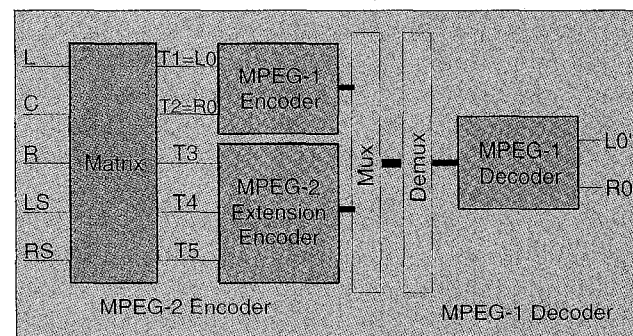 L
C
R
LS
RS
Matrix
T1=L0
T2=R0
T3
T4
T5
MPEG-1
Encoder
MPEG-2
Extension
Encoder
Mux
Demux
MPEG-1
Decoder
L0
R0
MPEG-2 Encoder
MPEG-1 Decoder